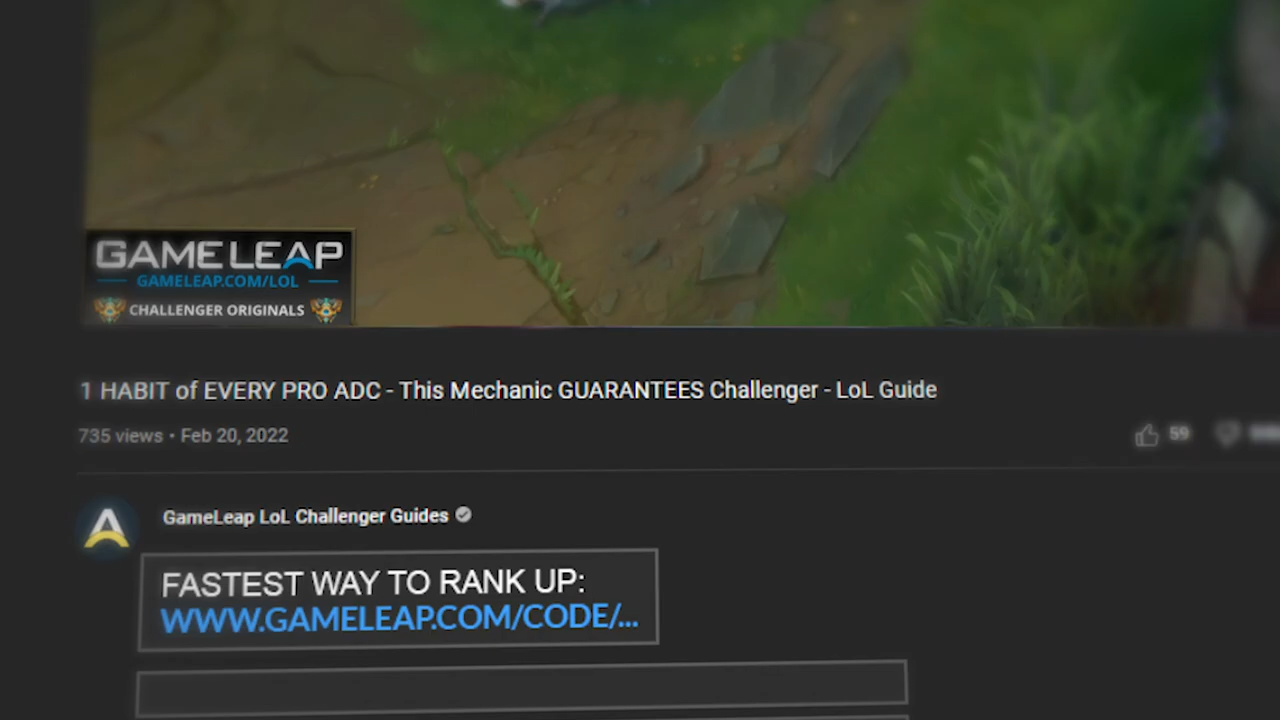 GAMELEAP
GAMELEAP.COM/LOL
CHALLENGER ORIGINALS
1 HABIT of EVERY PRO ADC - This Mechanic GUARANTEES Challenger - LoL Guide
735 views • Feb 20, 2022
59
GameLeap LoL Challenger Guides
FASTEST WAY TO RANK UP:
WWW.GAMELEAP.COM/CODE/...